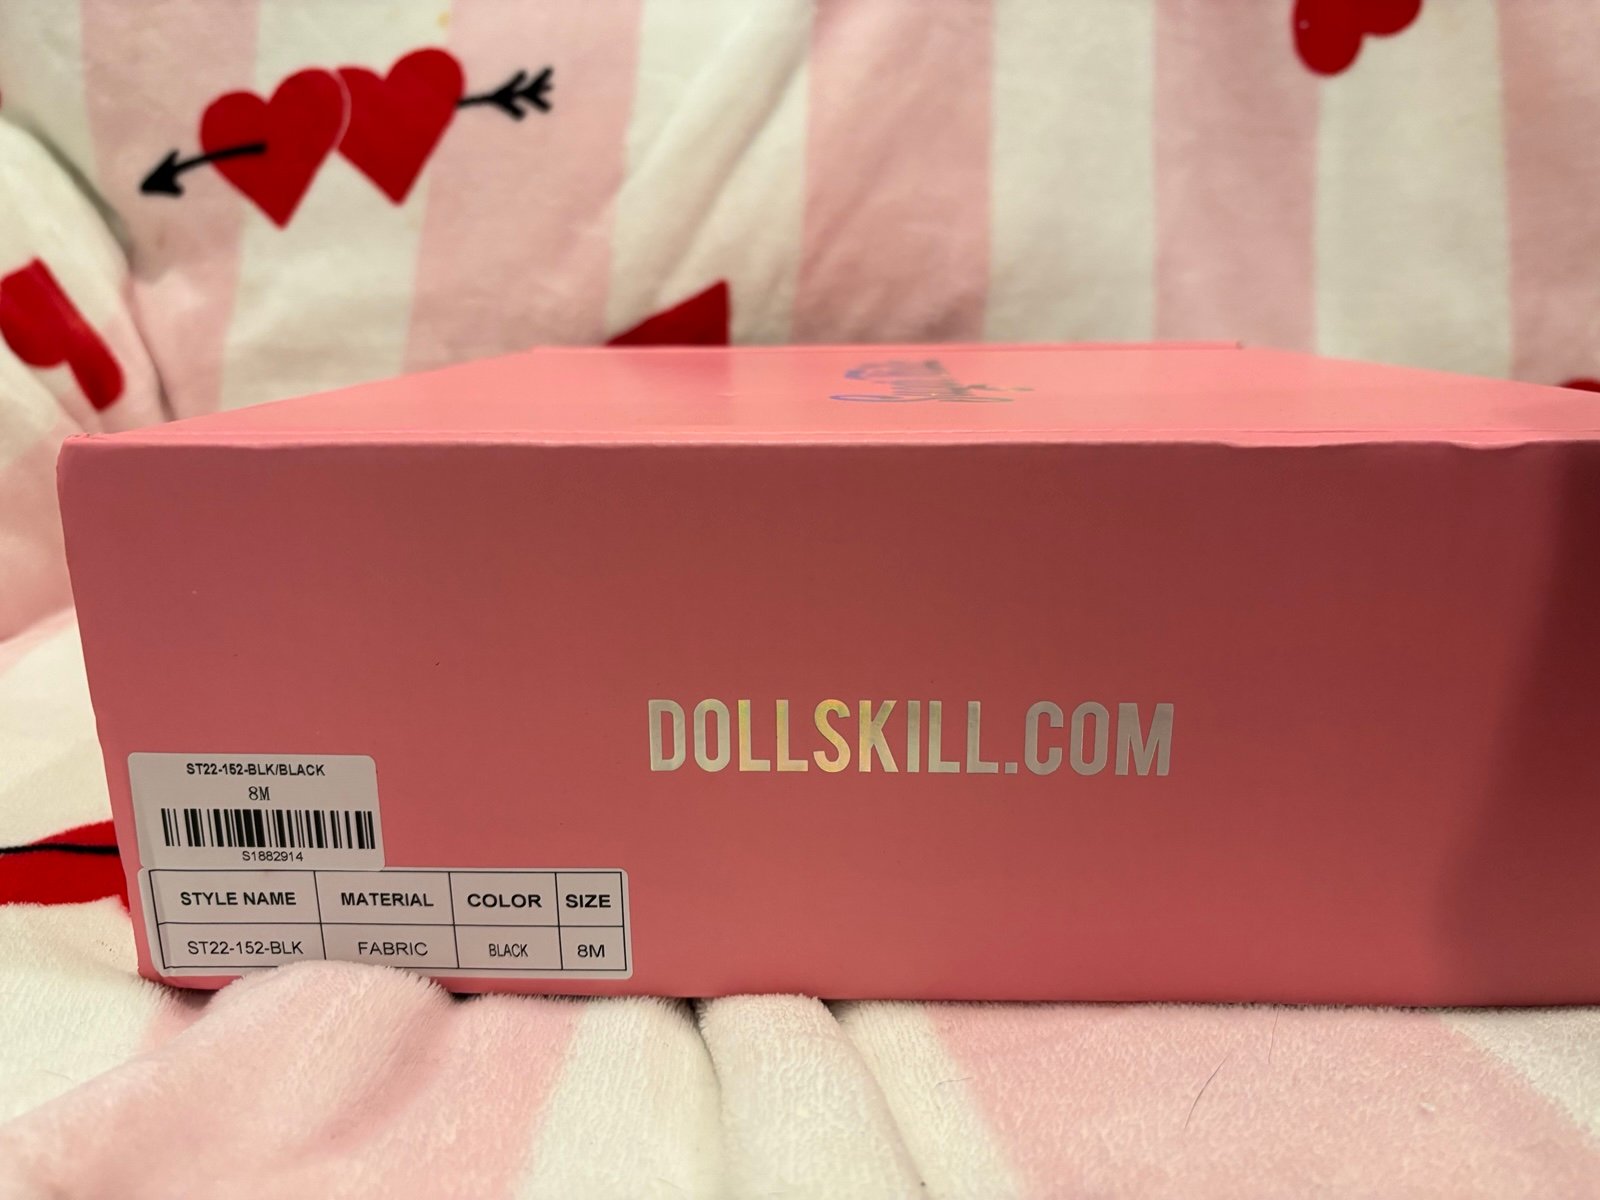 DOLLSKILL.COM
ST22-152-BLK/BLACK
8M
S1882914
STYLE NAME MATERIAL COLOR SIZE
ST22-152-BLK FABRIC BLACK 8M